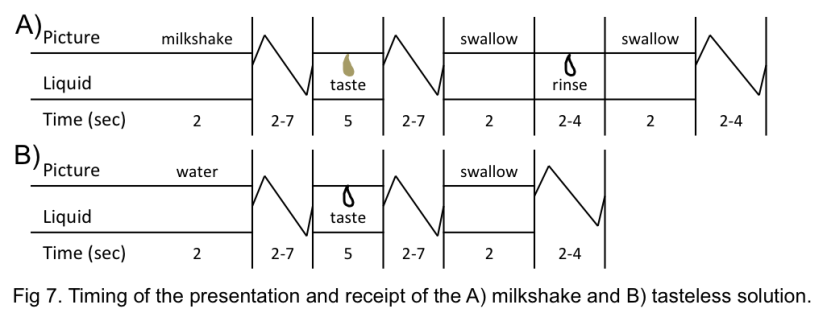 A)
Picture milkshake swallow swallow
Liquid taste rinse
Time (sec) 2 2-7 5 2-7 2 2-4 2 2-4
B)
Picture water swallow
Liquid taste
Time (sec) 2 2-7 5 2-7 2 2-4
Fig 7. Timing of the presentation and receipt of the A) milkshake and B) tasteless solution.